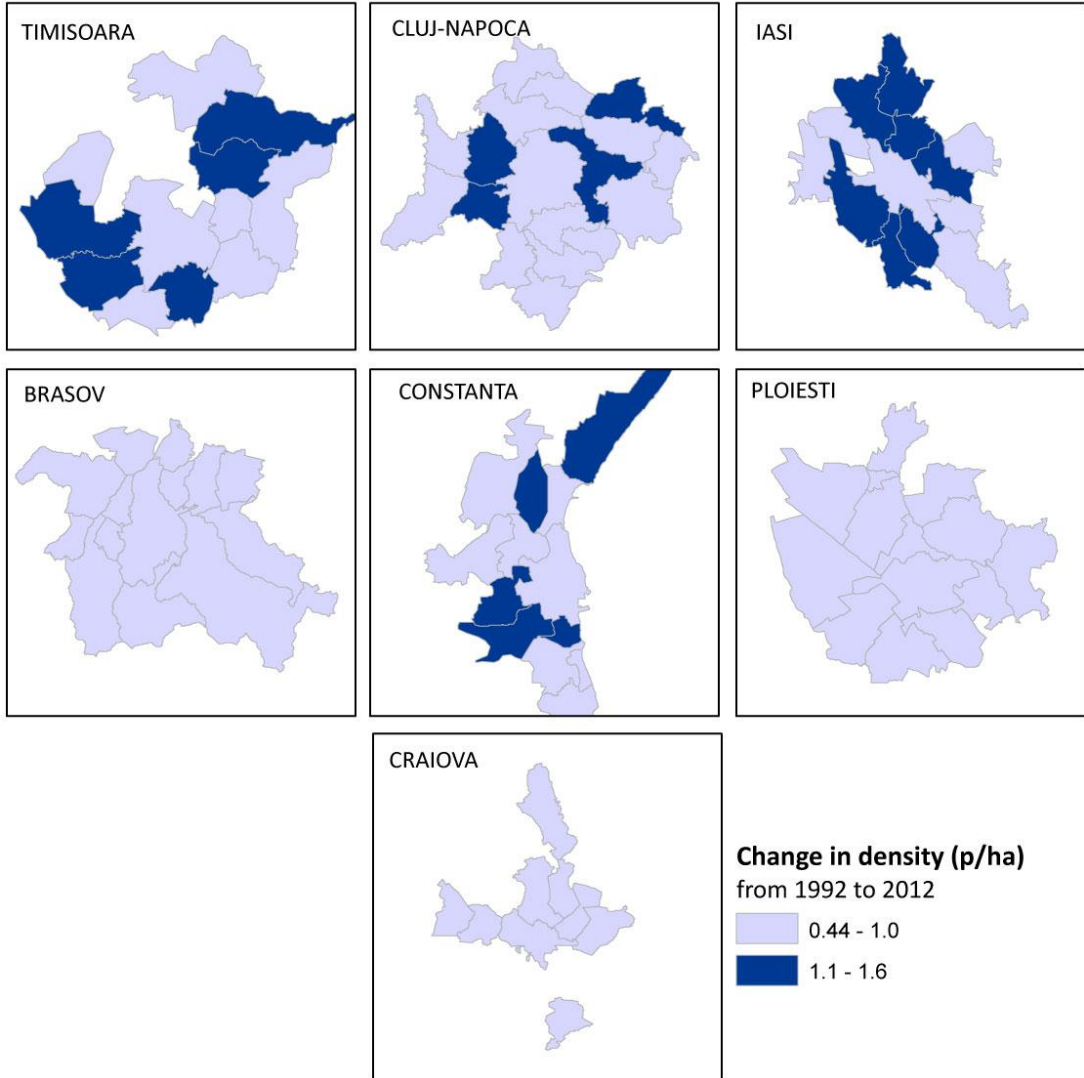 TIMISOARA
CLUJ-NAPOCA
IASI
BRASOV
CONSTANTA
PLOIESTI
CRAIOVA
Change in density (p/ha)
from 1992 to 2012
0.44 - 1.0
1.1 - 1.6